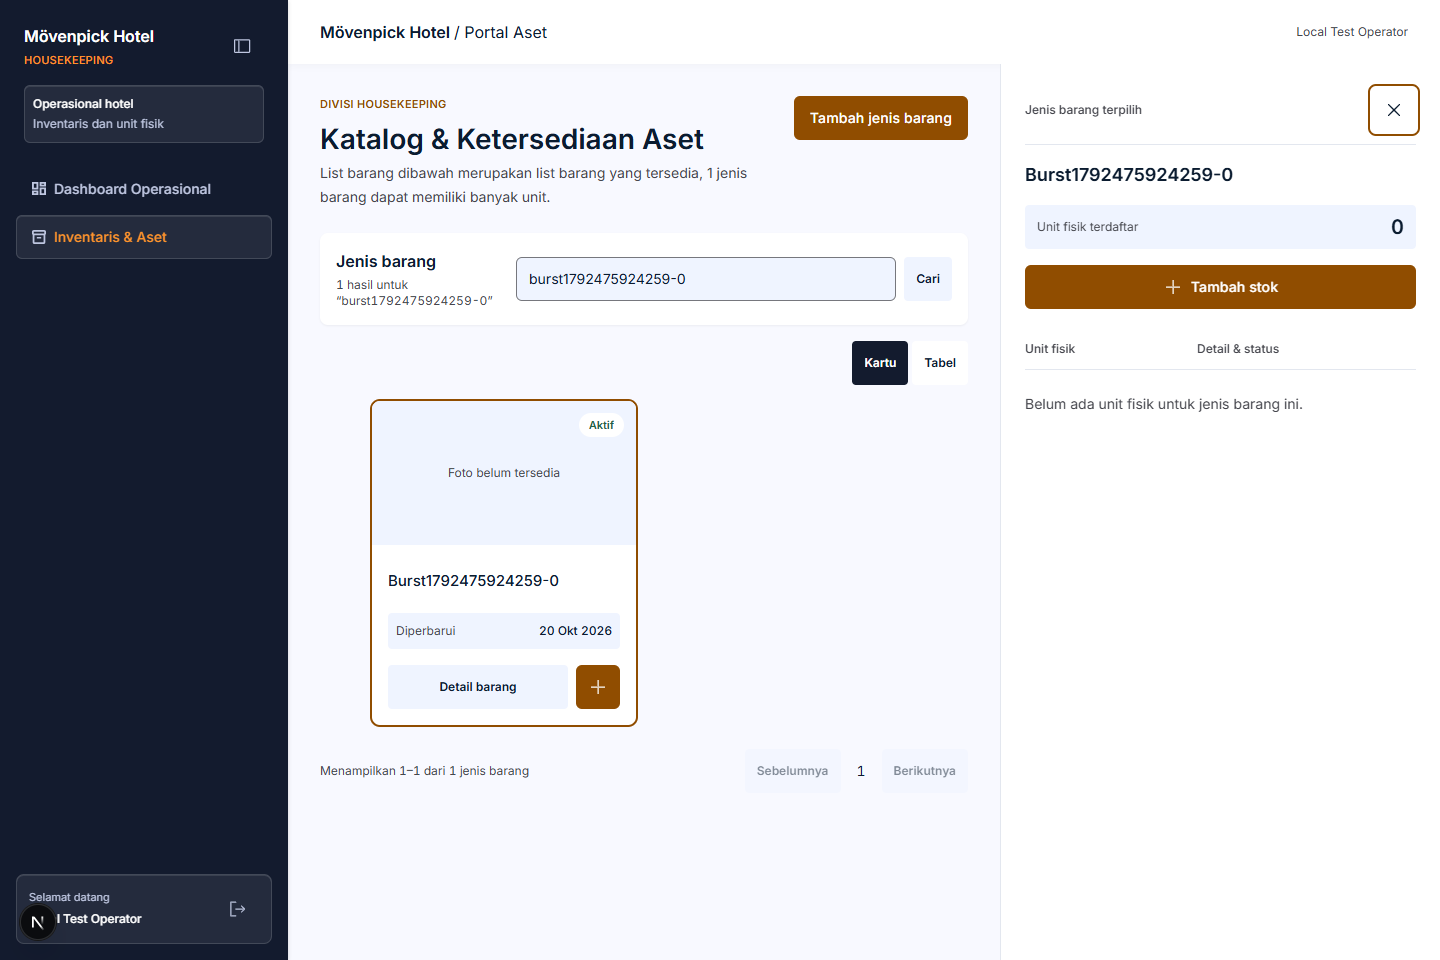 Mövenpick Hotel
HOUSEKEEPING
Operasional hotel
Inventaris dan unit fisik
Dashboard Operasional
Inventaris & Aset
Selamat datang
l Test Operator
N
Mövenpick Hotel / Portal Aset
Local Test Operator
DIVISI HOUSEKEEPING
Katalog & Ketersediaan Aset
List barang dibawah merupakan list barang yang tersedia, 1 jenis
barang dapat memiliki banyak unit.
Tambah jenis barang
Jenis barang
1 hasil untuk
“burst1792475924259-0”
burst1792475924259-0
Cari
Kartu
Tabel
Aktif
Foto belum tersedia
Burst1792475924259-0
Diperbarui
20 Okt 2026
Detail barang
Menampilkan 1–1 dari 1 jenis barang
Sebelumnya
1
Berikutnya
Jenis barang terpilih
Burst1792475924259-0
Unit fisik terdaftar
0
Tambah stok
Unit fisik
Detail & status
Belum ada unit fisik untuk jenis barang ini.